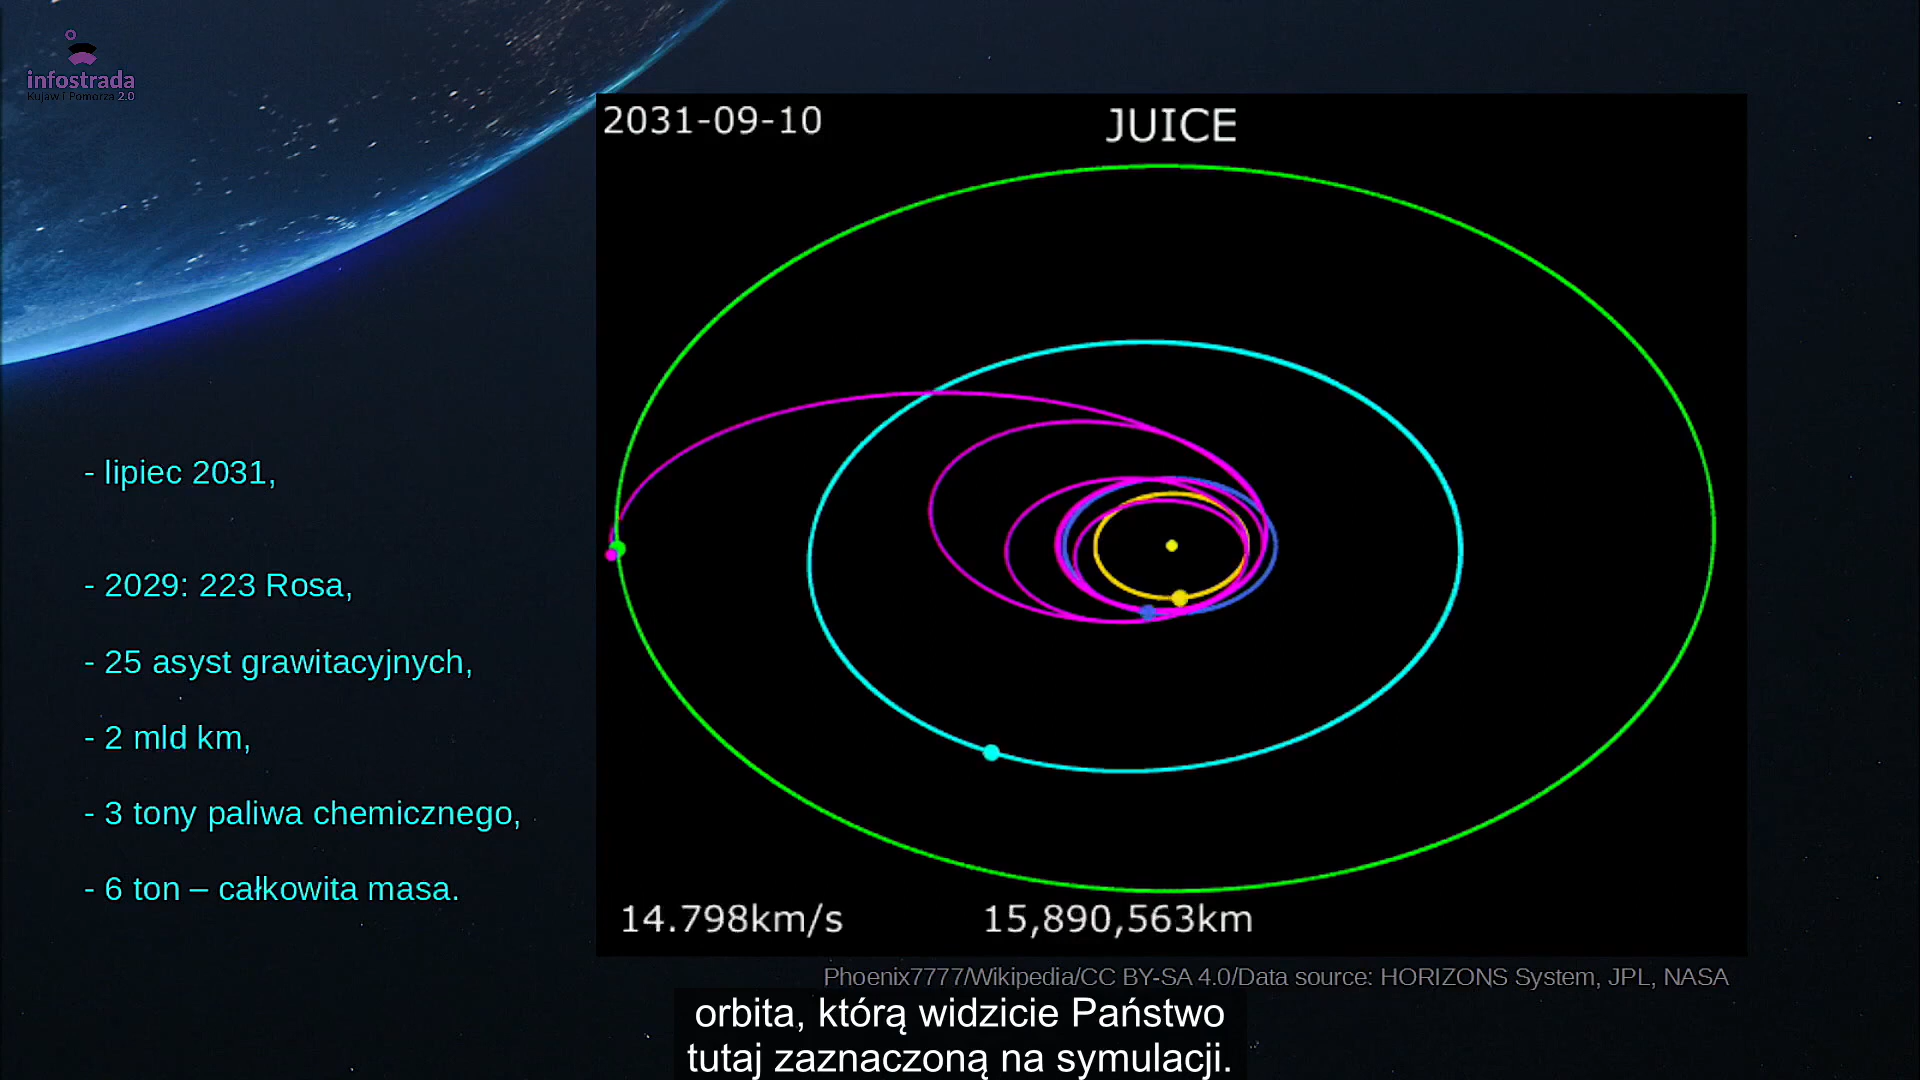 infostrada
Kujaw i Pomorza 2.0
2031-09-10
JUICE
- lipiec 2031,
- 2029: 223 Rosa,
- 25 asyst grawitacyjnych,
- 2 mld km,
- 3 tony paliwa chemicznego,
- 6 ton – całkowita masa.
14.798km/s
15,890,563km
Phoenix7777/Wikipedia/CC BY-SA 4.0/Data source: HORIZONS System, JPL, NASA
orbita, którą widzicie Państwo
tutaj zaznaczoną na symulacji.